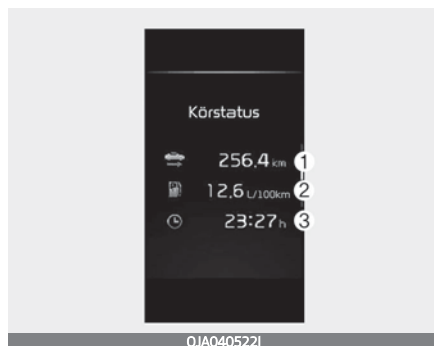 Körstatus
256.4 km ①
12.6 L/100km ②
23:27 h ③
OJA040522L